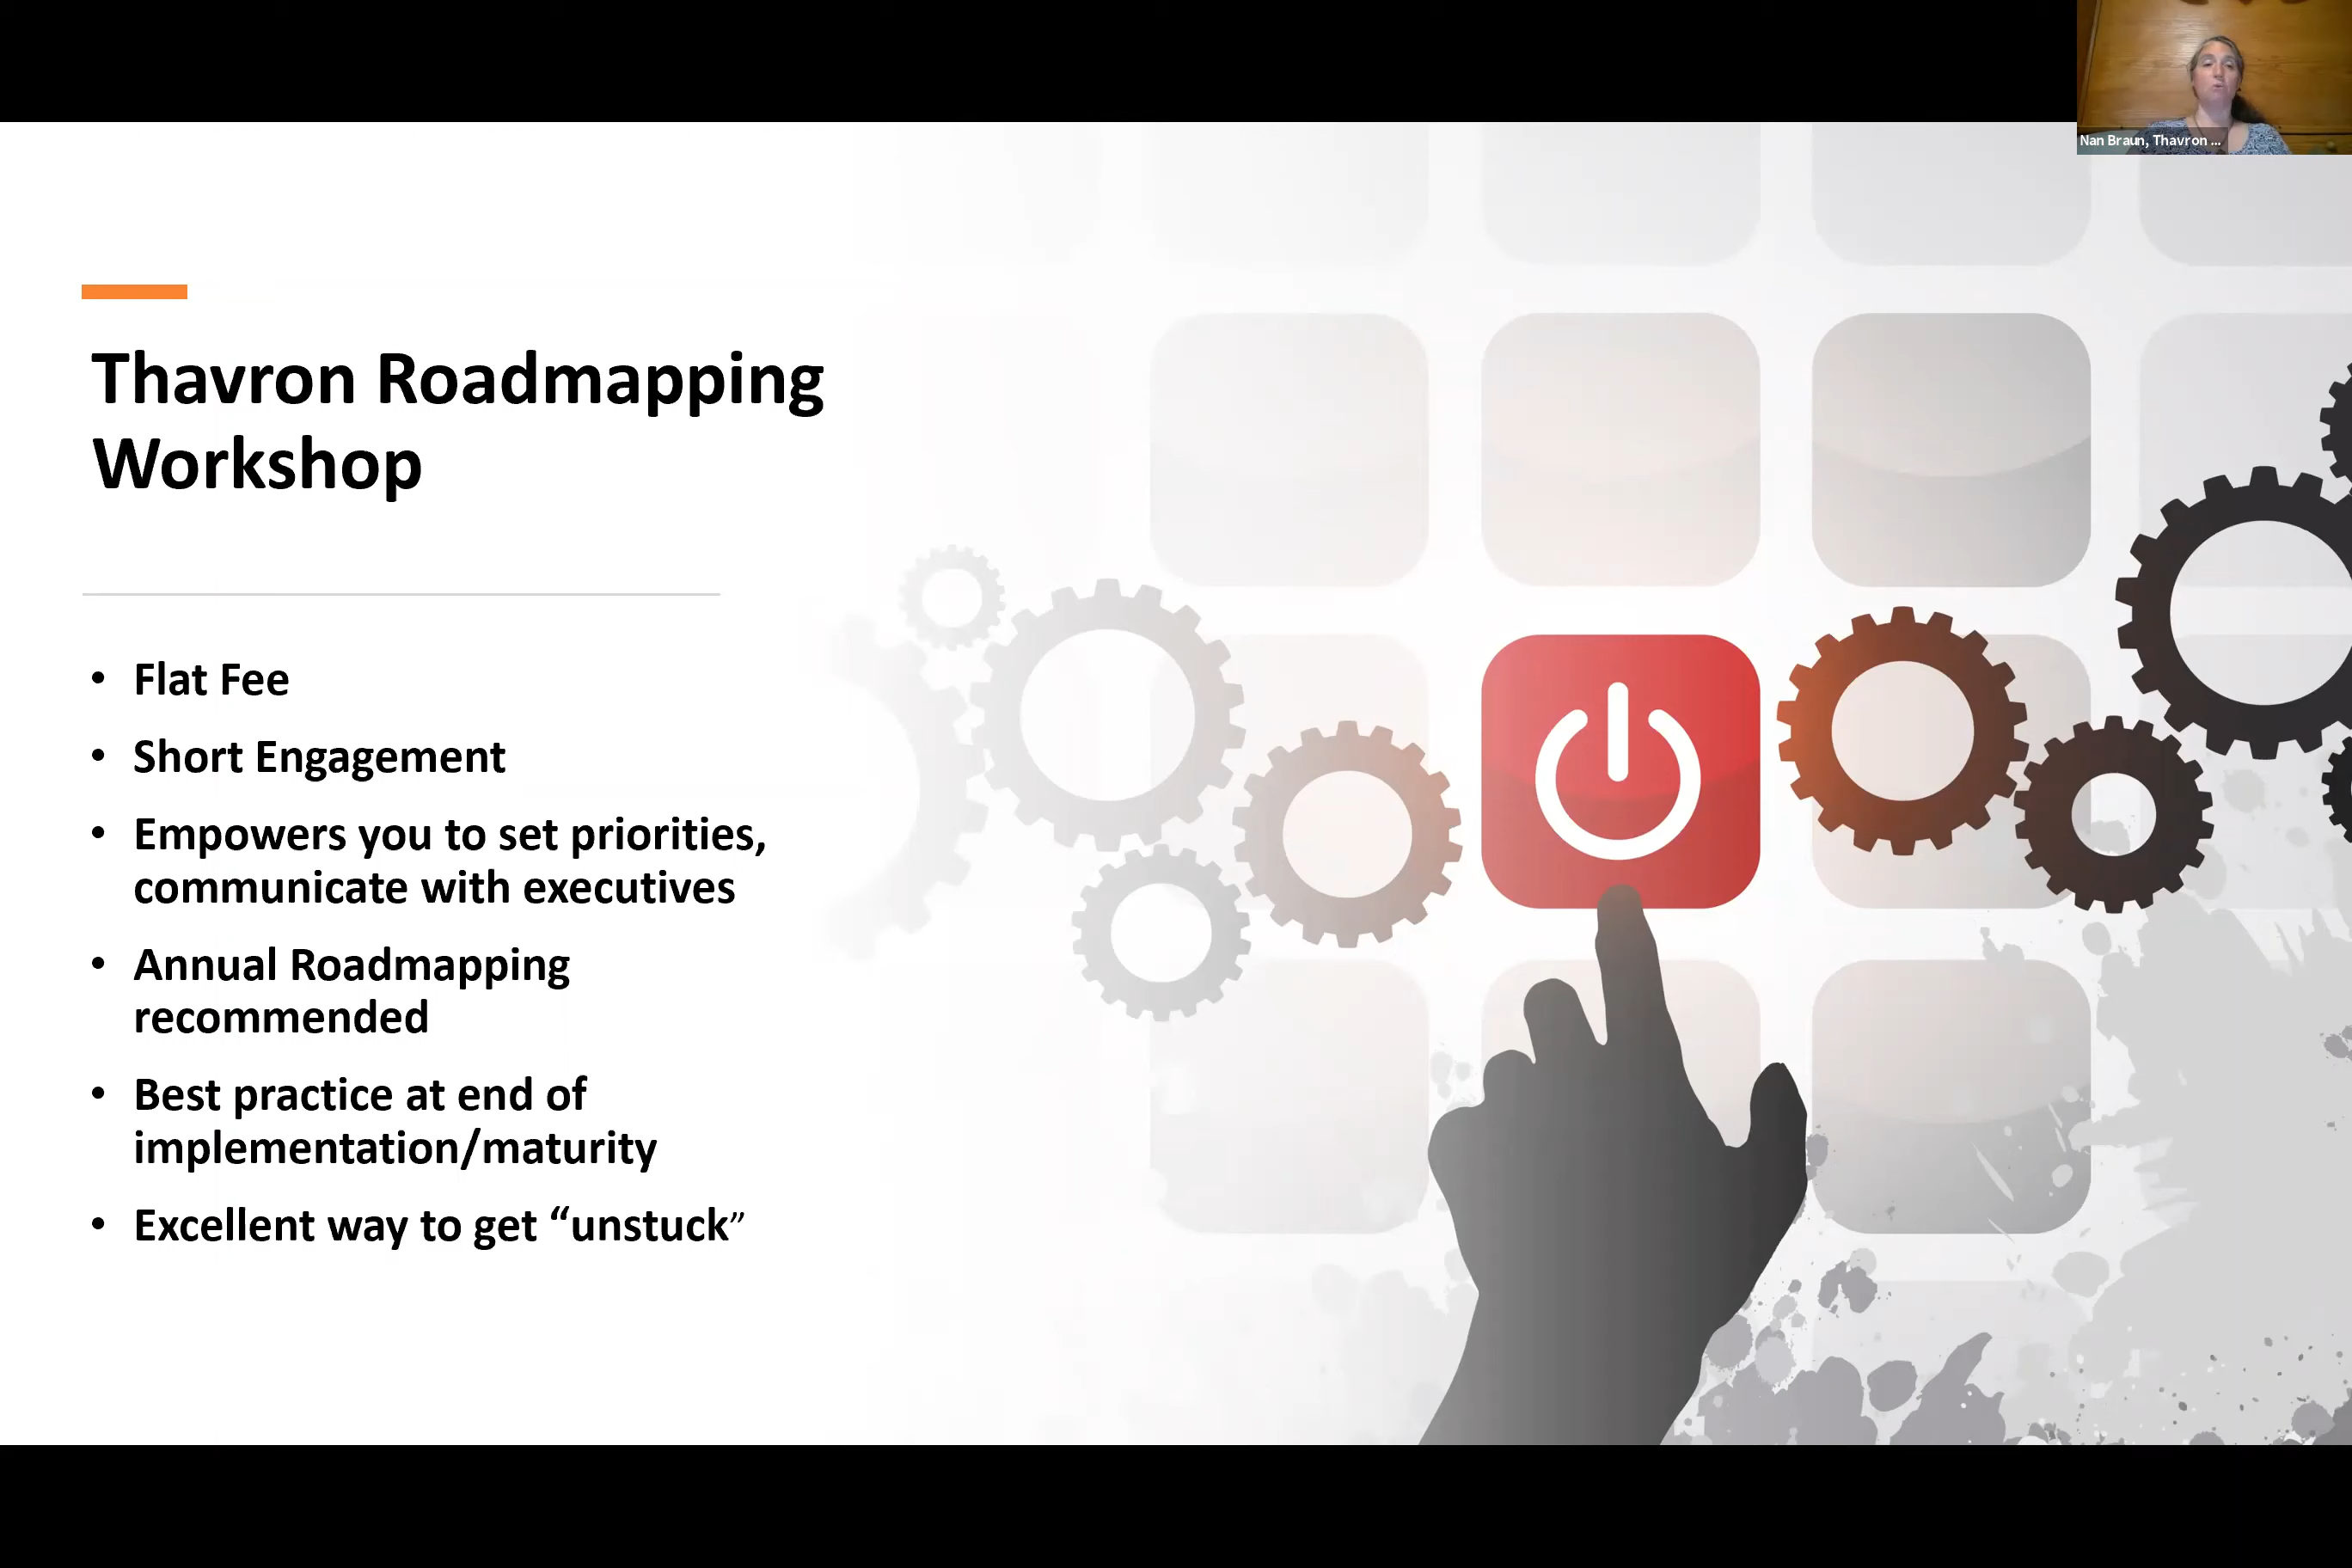 Nan Braun, Thavron ...
Thavron Roadmapping
Workshop
• Flat Fee
• Short Engagement
• Empowers you to set priorities,
communicate with executives
• Annual Roadmapping
recommended
• Best practice at end of
implementation/maturity
• Excellent way to get “unstuck”